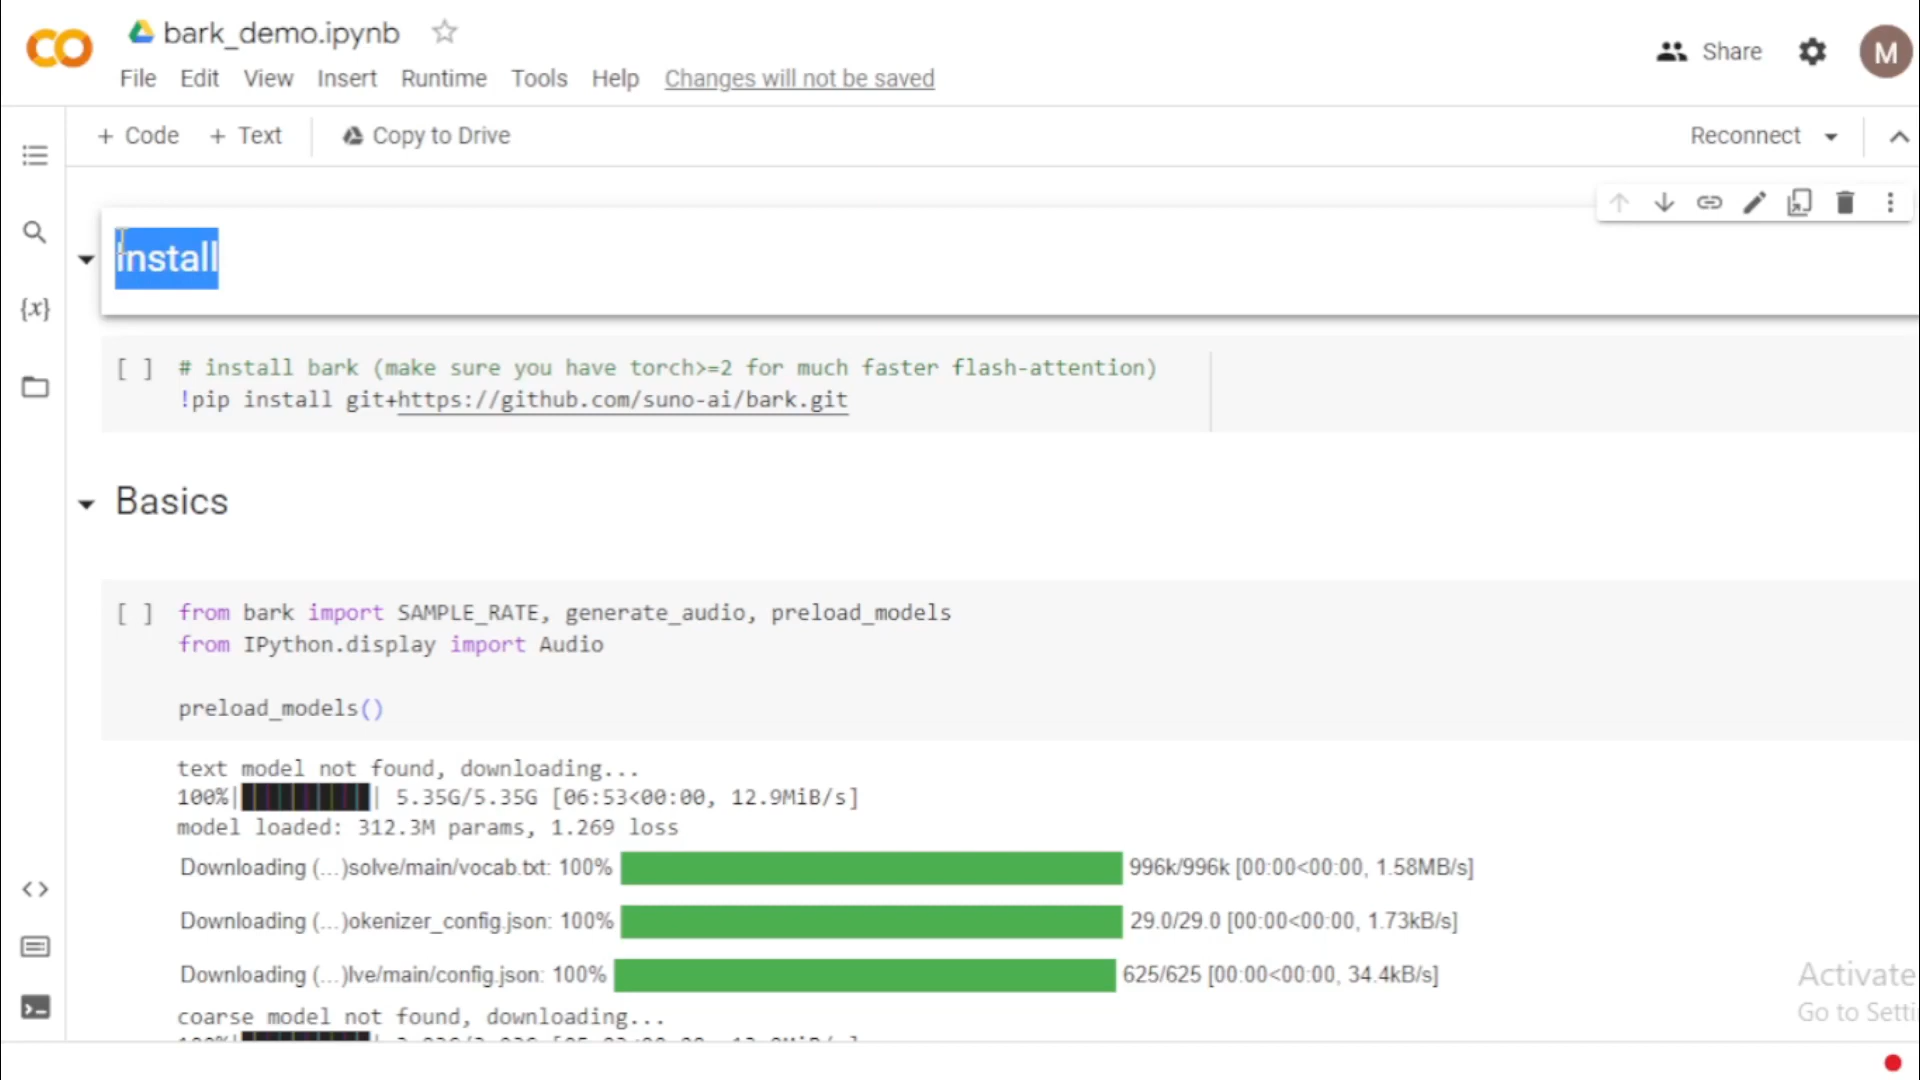 bark_demo.ipynb
File Edit View Insert Runtime Tools Help Changes will not be saved
Share
M
+ Code + Text Copy to Drive
Reconnect
Install
{x}
[ ] # install bark (make sure you have torch>=2 for much faster flash-attention)
!pip install git+https://github.com/suno-ai/bark.git
Basics
[ ] from bark import SAMPLE_RATE, generate_audio, preload_models
from IPython.display import Audio
preload_models()
text model not found, downloading...
100%|██████████| 5.35G/5.35G [06:53<00:00, 12.9MiB/s]
model loaded: 312.3M params, 1.269 loss
Downloading (…)solve/main/vocab.txt: 100% 996k/996k [00:00<00:00, 1.58MB/s]
Downloading (…)okenizer_config.json: 100% 29.0/29.0 [00:00<00:00, 1.73kB/s]
Downloading (…)lve/main/config.json: 100% 625/625 [00:00<00:00, 34.4kB/s]
Activate
Go to Setti
coarse model not found, downloading...